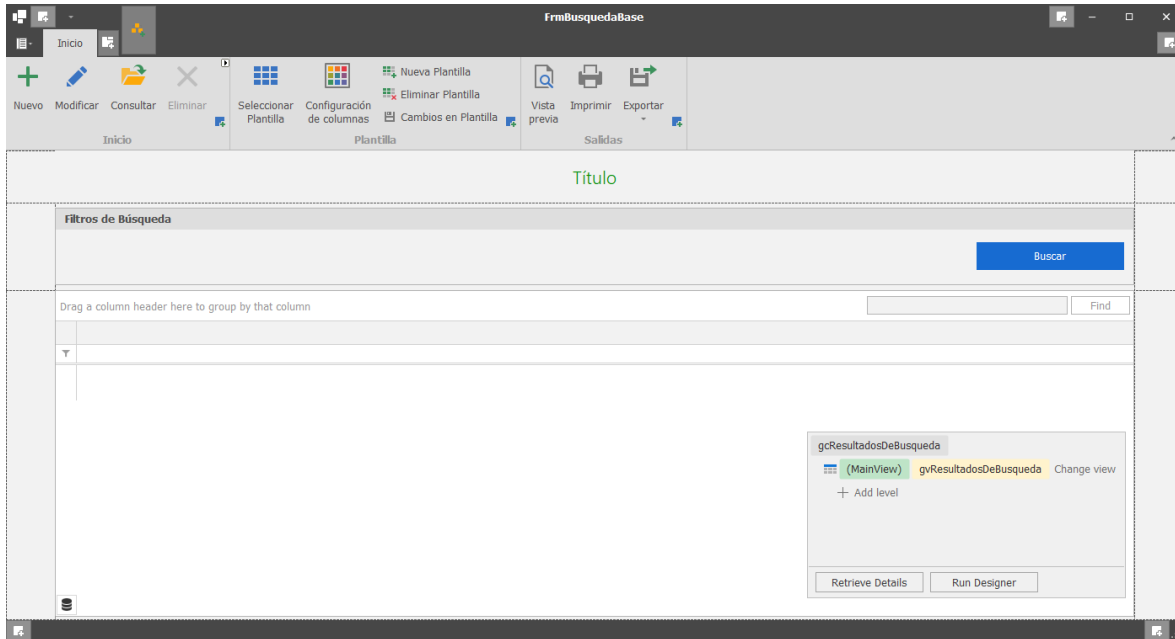 FrmBusquedaBase
Inicio
Nuevo Modificar Consultar Eliminar
Seleccionar Plantilla
Configuración de columnas
Nueva Plantilla
Eliminar Plantilla
Cambios en Plantilla
Vista previa
Imprimir Exportar
Inicio Plantilla Salidas
Título
Filtros de Búsqueda
Buscar
Drag a column header here to group by that column
Find
gcResultadosDeBusqueda
(MainView) gvResultadosDeBusqueda Change view
Add level
Retrieve Details Run Designer